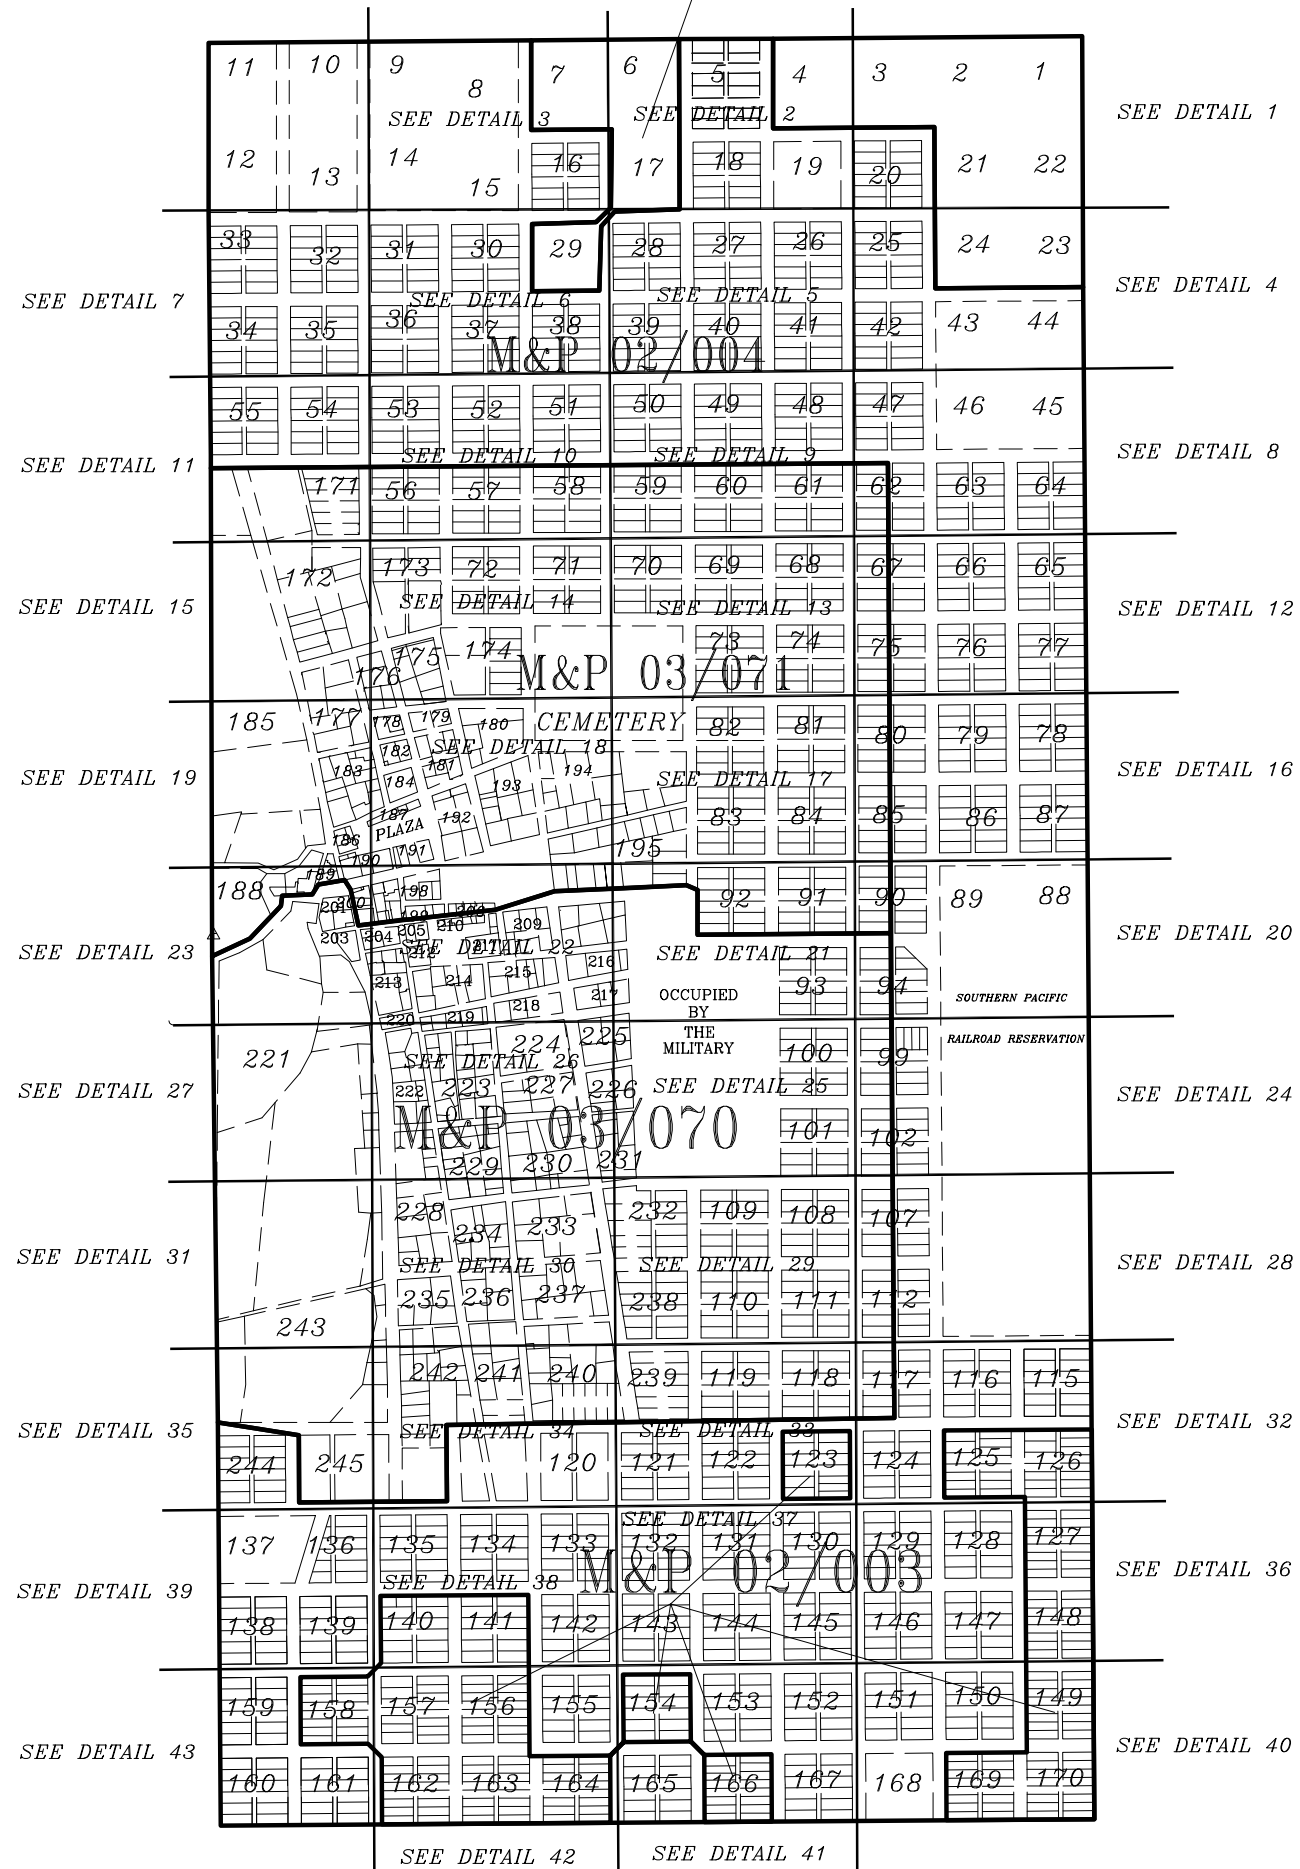 11 10 9 8 7 6 5 4 3 2 1
SEE DETAIL 3 SEE DETAIL 2 SEE DETAIL 1
12 13 14 15 16 17 18 19 20 21 22
33 32 31 30 29 28 27 26 25 24 23
SEE DETAIL 7 SEE DETAIL 6 SEE DETAIL 5 SEE DETAIL 4
34 35 36 37 38 39 40 41 42 43 44
M&P 02/004
55 54 53 52 51 50 49 48 47 46 45
SEE DETAIL 11 SEE DETAIL 10 SEE DETAIL 9 SEE DETAIL 8
171 56 57 58 59 60 61 62 63 64
172 173 72 71 70 69 68 67 66 65
SEE DETAIL 15 SEE DETAIL 14 SEE DETAIL 13 SEE DETAIL 12
176 175 174 73 74 75 76 77
M&P 03/071
185 177 178 179 180 CEMETERY 82 81 80 79 78
182 181 SEE DETAIL 18
SEE DETAIL 19 183 184 193 194 SEE DETAIL 17 SEE DETAIL 16
187 192 83 84 85 86 87
PLAZA
186 190 191 195
188 189 198 92 91 90 89 88
201 200 199 208
203 204 205 210 209
SEE DETAIL 23 212 211 SEE DETAIL 22 SEE DETAIL 21 SEE DETAIL 20
213 214 215 216 93 94
218 217 OCCUPIED SOUTHERN PACIFIC
220 219 BY
THE
MILITARY
221 224 225 100 99 RAILROAD RESERVATION
SEE DETAIL 27 SEE DETAIL 26 SEE DETAIL 25 SEE DETAIL 24
222 223 227 226
M&P 03/070
101 102
229 230 231
228 234 233 232 109 108 107
SEE DETAIL 31 SEE DETAIL 30 SEE DETAIL 29 SEE DETAIL 28
243 235 236 237 238 110 111 112
242 241 240 239 119 118 117 116 115
SEE DETAIL 35 SEE DETAIL 34 SEE DETAIL 33 SEE DETAIL 32
244 245 120 121 122 123 124 125 126
SEE DETAIL 37
137 136 135 134 133 132 131 130 129 128 127
M&P 02/003
SEE DETAIL 39 SEE DETAIL 38 SEE DETAIL 36
138 139 140 141 142 143 144 145 146 147 148
159 158 157 156 155 154 153 152 151 150 149
SEE DETAIL 43 SEE DETAIL 40
160 161 162 163 164 165 166 167 168 169 170
SEE DETAIL 42 SEE DETAIL 41